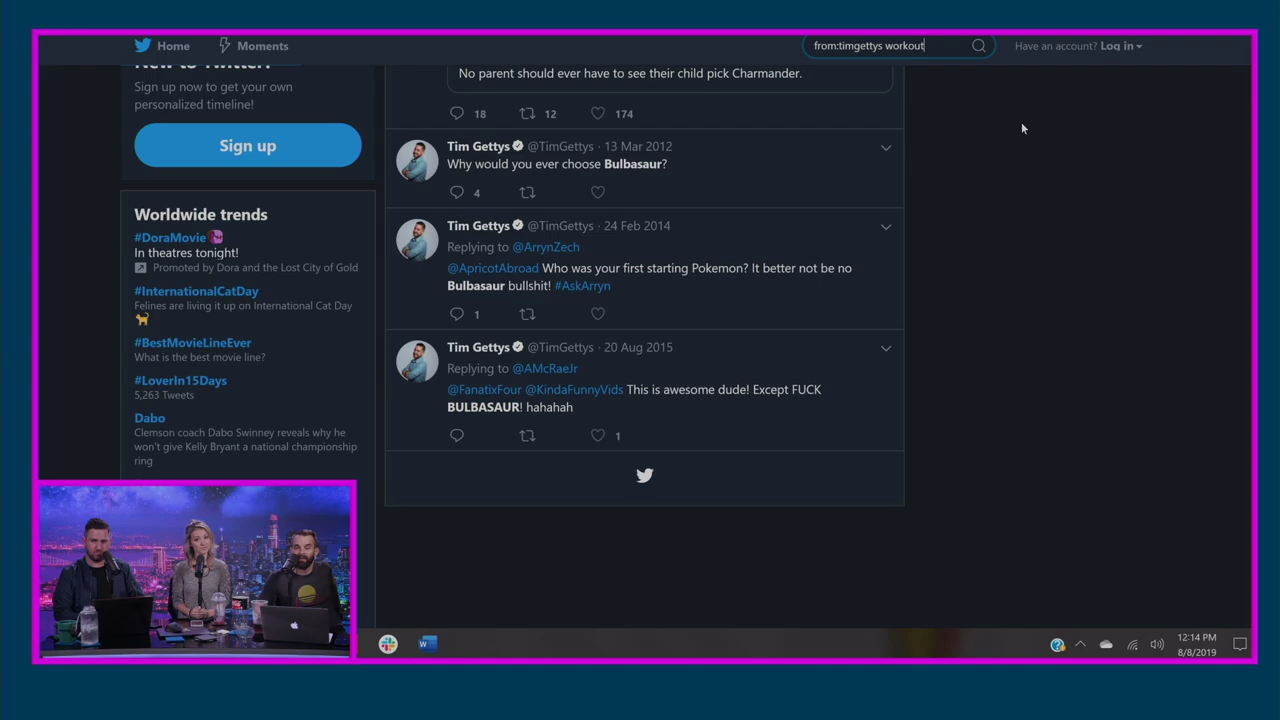 Home
Moments
from:timgettys workout
Have an account? Log in
New to Twitter?
Sign up now to get your own
personalized timeline!
Sign up
Worldwide trends
#DoraMovie
In theatres tonight!
Promoted by Dora and the Lost City of Gold
#InternationalCatDay
Felines are living it up on International Cat Day
#BestMovieLineEver
What is the best movie line?
#LoverIn15Days
5,263 Tweets
Dabo
Clemson coach Dabo Swinney reveals why he
won't give Kelly Bryant a national championship
ring
No parent should ever have to see their child pick Charmander.
18 12 174
Tim Gettys @TimGettys · 13 Mar 2012
Why would you ever choose Bulbasaur?
4
Tim Gettys @TimGettys · 24 Feb 2014
Replying to @ArrynZech
@ApricotAbroad Who was your first starting Pokemon? It better not be no
Bulbasaur bullshit! #AskArryn
1
Tim Gettys @TimGettys · 20 Aug 2015
Replying to @AMcRaeJr
@FanatixFour @KindaFunnyVids This is awesome dude! Except FUCK
BULBASAUR! hahahah
1
W
12:14 PM
8/8/2019